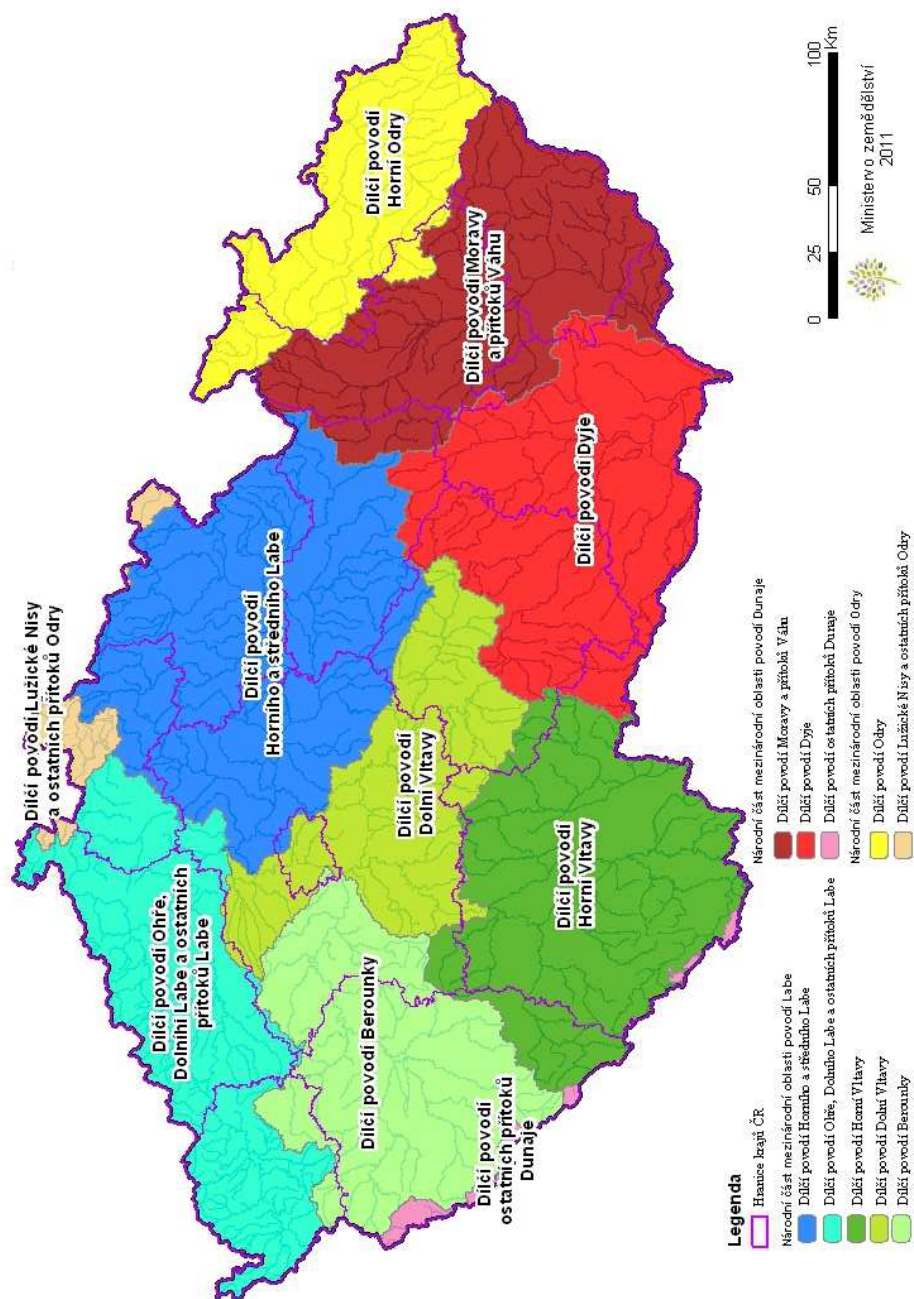 Dílčí povodí Lužické Nisy
a ostatních přítoků Odry
Dílčí povodí Ohře,
Dolního Labe a ostatních
přítoků Labe
Dílčí povodí
Horního a středního Labe
Dílčí povodí
Horní Odry
Dílčí povodí Berounky
Dílčí povodí
Dolní Vltavy
Dílčí povodí Moravy
a přítoků Váhu
Dílčí povodí
ostatních přítoků
Dunaje
Dílčí povodí
Horní Vltavy
Dílčí povodí Dyje
Legenda
Hranice krajů ČR
Národní část mezinárodní oblasti povodí Labe
Dílčí povodí Horního a středního Labe
Dílčí povodí Ohře, Dolního Labe a ostatních přítoků Labe
Dílčí povodí Horní Vltavy
Dílčí povodí Dolní Vltavy
Dílčí povodí Berounky
Národní část mezinárodní oblasti povodí Dunaje
Dílčí povodí Moravy a přítoků Váhu
Dílčí povodí Dyje
Dílčí povodí ostatních přítoků Dunaje
Národní část mezinárodní oblasti povodí Odry
Dílčí povodí Odry
Dílčí povodí Lužické Nisy a ostatních přítoků Odry
0 25 50 100
Km
Ministerstvo zemědělství
2011